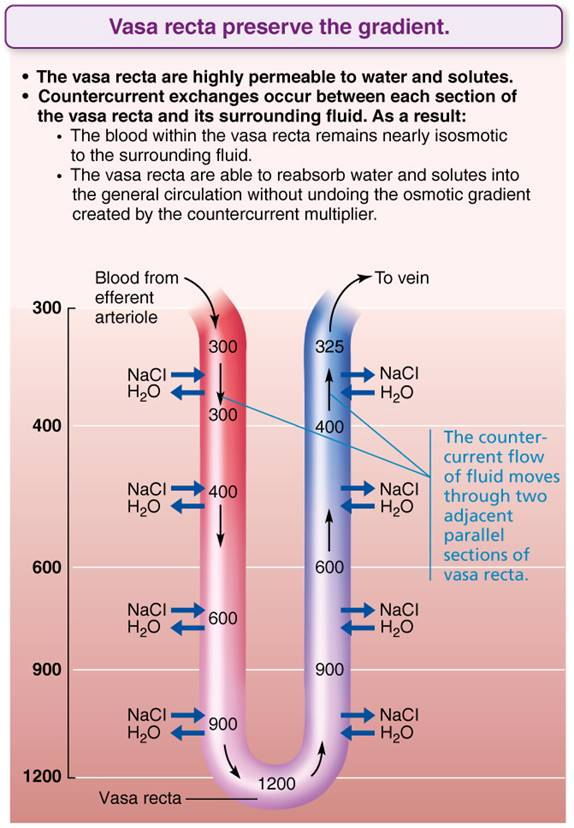 Vasa recta preserve the gradient.
• The vasa recta are highly permeable to water and solutes.
• Countercurrent exchanges occur between each section of
the vasa recta and its surrounding fluid. As a result:
• The blood within the vasa recta remains nearly isosmotic
to the surrounding fluid.
• The vasa recta are able to reabsorb water and solutes into
the general circulation without undoing the osmotic gradient
created by the countercurrent multiplier.
Blood from
efferent
arteriole
To vein
300
300
325
NaCl
H₂O
NaCl
H₂O
300
400
400
The counter-
current flow
of fluid moves
through two
adjacent
parallel
sections of
vasa recta.
NaCl
H₂O
400
NaCl
H₂O
600
600
NaCl
H₂O
600
NaCl
H₂O
900
900
NaCl
H₂O
900
NaCl
H₂O
1200
1200
Vasa recta